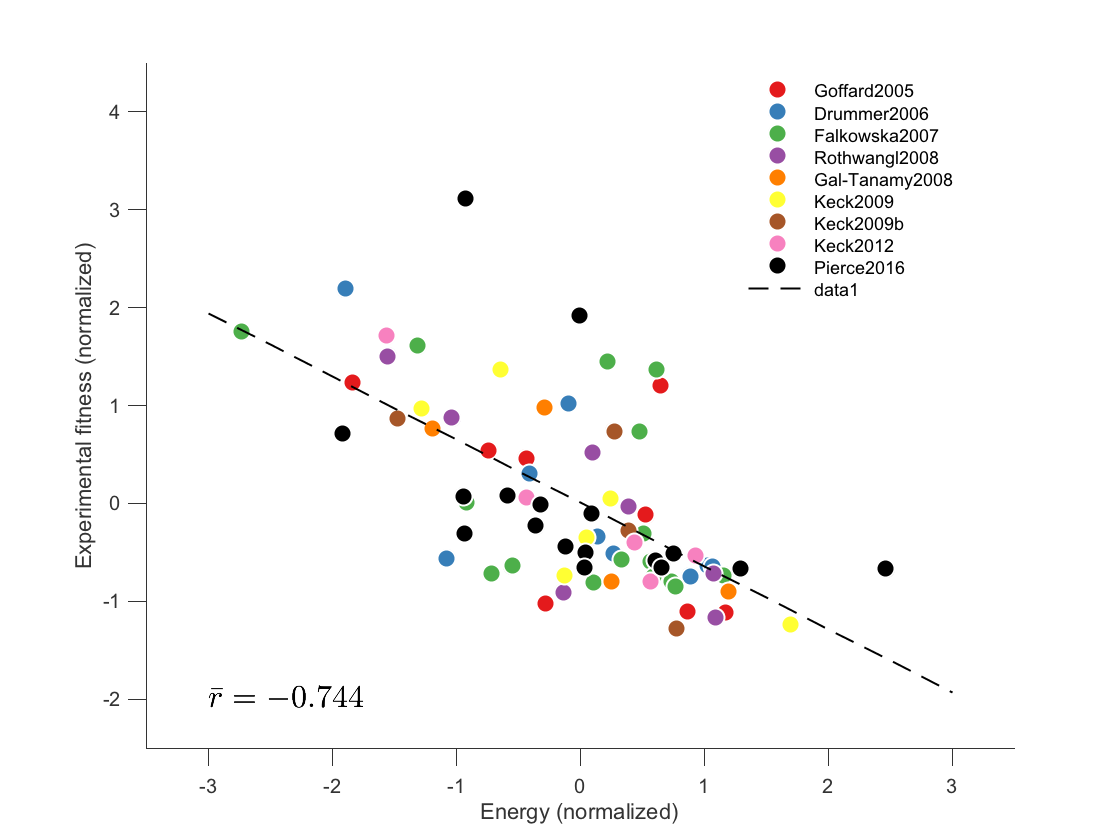 Goffard2005
Drummer2006
Falkowska2007
Rothwangl2008
Gal-Tanamy2008
Keck2009
Keck2009b
Keck2012
Pierce2016
data1
4
3
2
1
0
-1
-2
Experimental fitness (normalized)
r̄ = −0.744
-3 -2 -1 0 1 2 3
Energy (normalized)